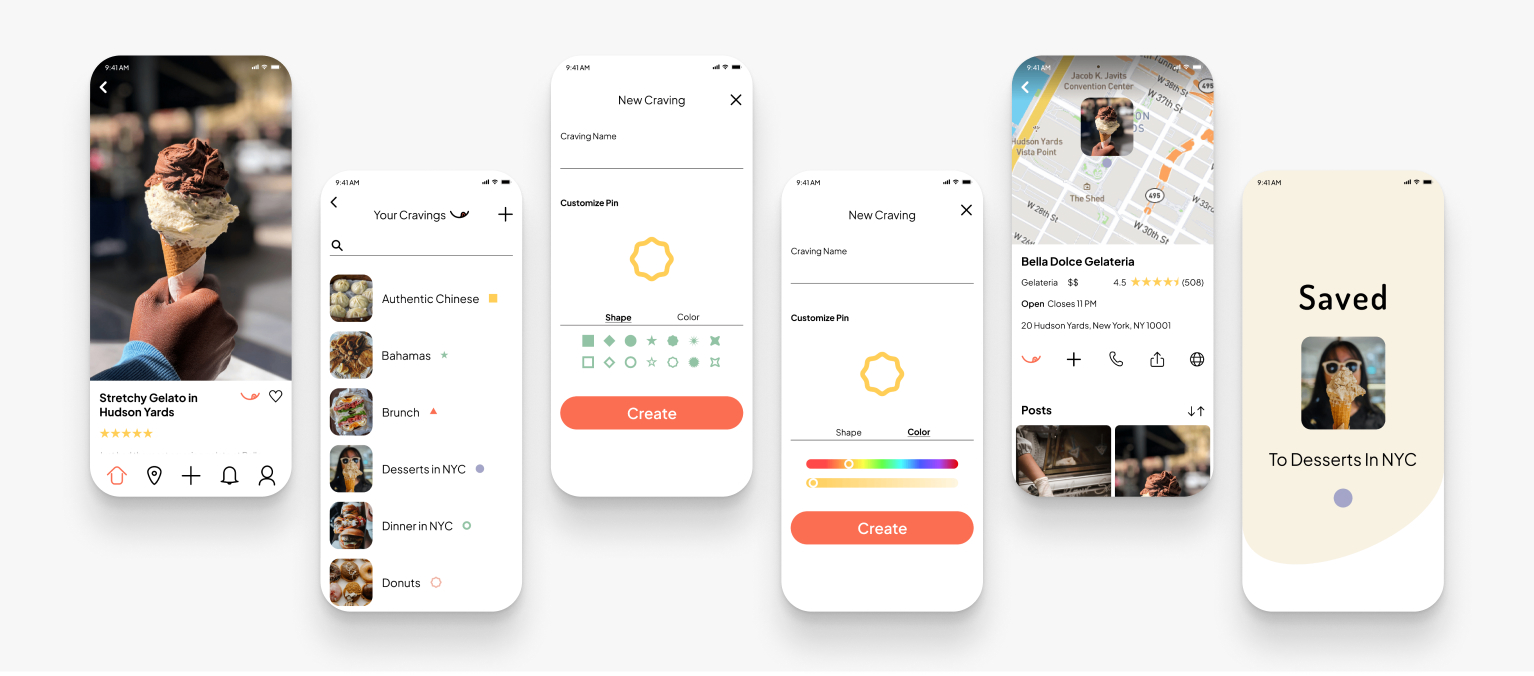 9:41 AM
Stretchy Gelato in
Hudson Yards
9:41 AM
Your Cravings
Authentic Chinese
Bahamas
Brunch
Desserts in NYC
Dinner in NYC
Donuts
9:41 AM
New Craving
Craving Name
Customize Pin
Shape Color
Create
9:41 AM
New Craving
Craving Name
Customize Pin
Shape Color
Create
9:41 AM
Jacob K. Javits
Convention Center
W 38th St
W 37th St
495
Hudson Yards
Vista Point
The Shed
495
W 28th St
W 30th St
Bella Dolce Gelateria
Gelateria $$ 4.5 (508)
Open Closes 11 PM
20 Hudson Yards, New York, NY 10001
Posts
9:41 AM
Saved
To Desserts In NYC